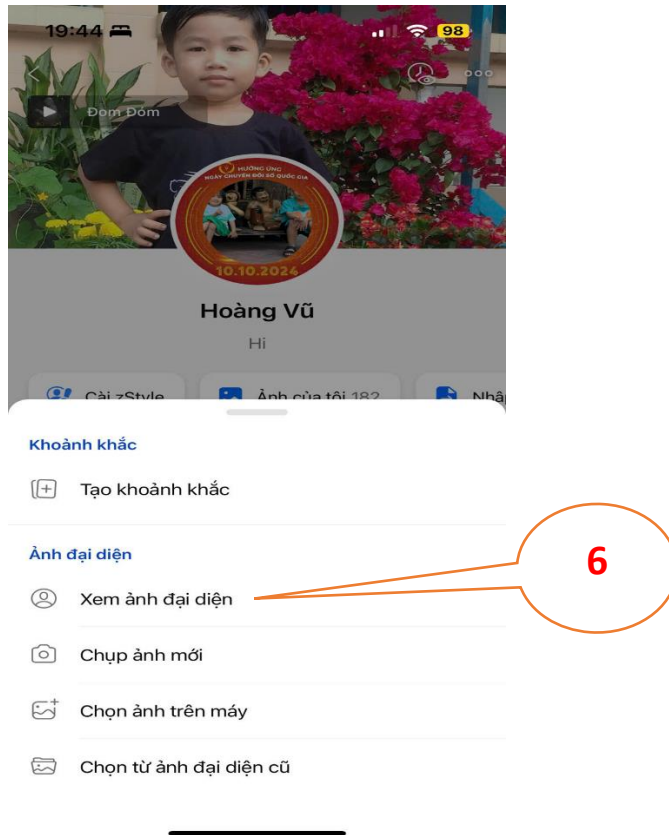 19:44
98
Đom Đóm
HƯỞNG ỨNG
NGÀY CHUYỂN ĐỔI SỐ QUỐC GIA
10.10.2024
Hoàng Vũ
Hi
Cài zStyle
Ảnh của tôi 182
Nhậ
Khoảnh khắc
Tạo khoảnh khắc
Ảnh đại diện
Xem ảnh đại diện
6
Chụp ảnh mới
Chọn ảnh trên máy
Chọn từ ảnh đại diện cũ